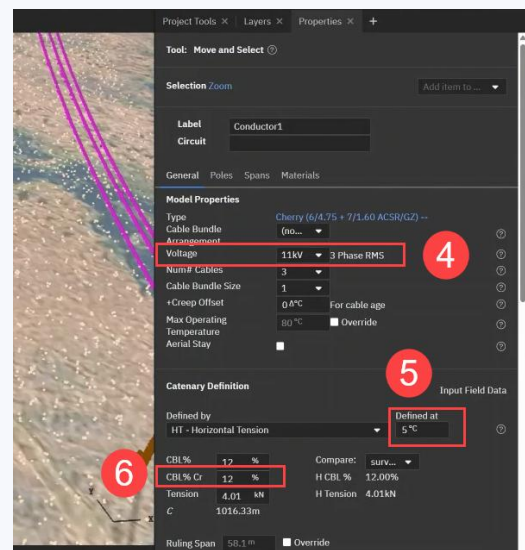 Project Tools × Layers × Properties × +
Tool: Move and Select ?
Selection Zoom Add item to ...
Label Conductor1
Circuit
General Poles Spans Materials
Model Properties
Type Cherry (6/4.75 + 7/1.60 ACSR/GZ) --
Cable Bundle Arrangement (no... ?
Voltage 11kV 3 Phase RMS ?
4
Num# Cables 3 ?
Cable Bundle Size 1 ?
+Creep Offset 0 Δ°C For cable age ?
Max Operating Temperature 80 °C Override ?
Aerial Stay ?
5
Catenary Definition Input Field Data
Defined by Defined at
HT - Horizontal Tension 5 °C ?
CBL% 12 % Compare: surv...
6
CBL% Cr 12 % H CBL % 12.00%
Tension 4.01 kN H Tension 4.01kN
C 1016.33m
Ruling Span 58.1 m Override
Y
X